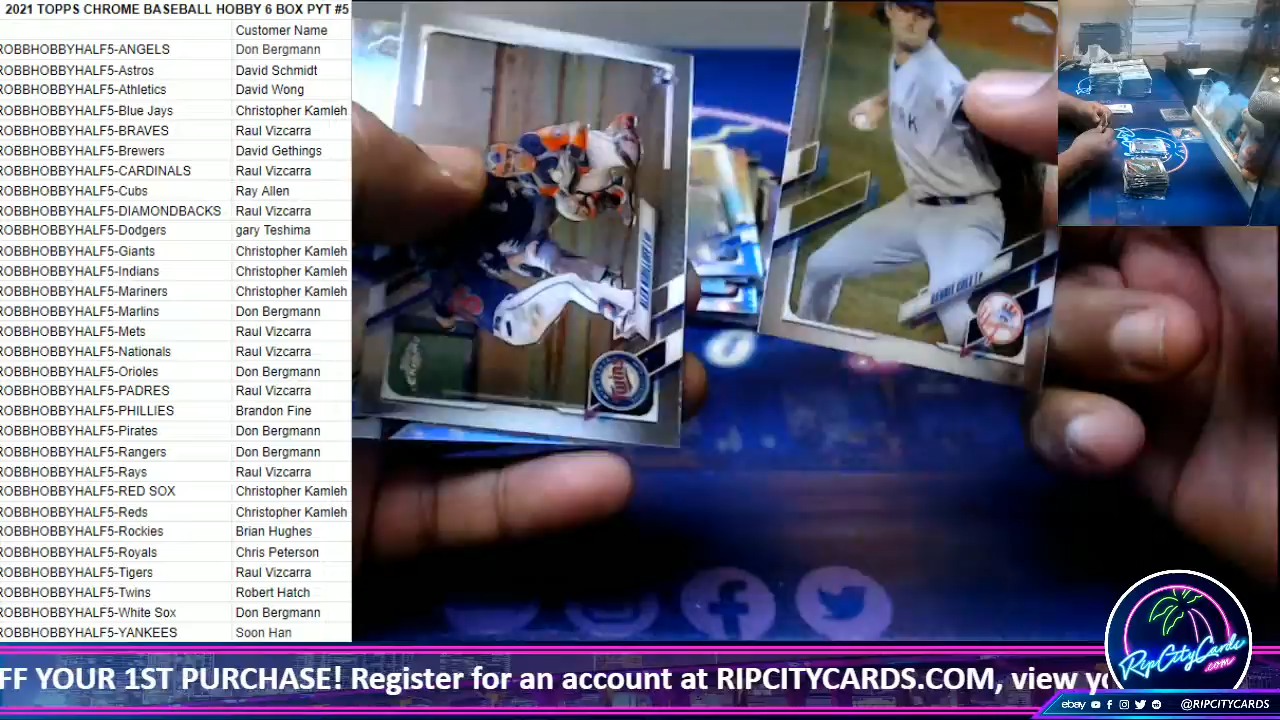 2021 TOPPS CHROME BASEBALL HOBBY 6 BOX PYT #5
Customer Name
ROBBHOBBYHALF5-ANGELS Don Bergmann
ROBBHOBBYHALF5-Astros David Schmidt
ROBBHOBBYHALF5-Athletics David Wong
ROBBHOBBYHALF5-Blue Jays Christopher Kamleh
ROBBHOBBYHALF5-BRAVES Raul Vizcarra
ROBBHOBBYHALF5-Brewers David Gethings
ROBBHOBBYHALF5-CARDINALS Raul Vizcarra
ROBBHOBBYHALF5-Cubs Ray Allen
ROBBHOBBYHALF5-DIAMONDBACKS Raul Vizcarra
ROBBHOBBYHALF5-Dodgers gary Teshima
ROBBHOBBYHALF5-Giants Christopher Kamleh
ROBBHOBBYHALF5-Indians Christopher Kamleh
ROBBHOBBYHALF5-Mariners Christopher Kamleh
ROBBHOBBYHALF5-Marlins Don Bergmann
ROBBHOBBYHALF5-Mets Raul Vizcarra
ROBBHOBBYHALF5-Nationals Raul Vizcarra
ROBBHOBBYHALF5-Orioles Don Bergmann
ROBBHOBBYHALF5-PADRES Raul Vizcarra
ROBBHOBBYHALF5-PHILLIES Brandon Fine
ROBBHOBBYHALF5-Pirates Don Bergmann
ROBBHOBBYHALF5-Rangers Don Bergmann
ROBBHOBBYHALF5-Rays Raul Vizcarra
ROBBHOBBYHALF5-RED SOX Christopher Kamleh
ROBBHOBBYHALF5-Reds Christopher Kamleh
ROBBHOBBYHALF5-Rockies Brian Hughes
ROBBHOBBYHALF5-Royals Chris Peterson
ROBBHOBBYHALF5-Tigers Raul Vizcarra
ROBBHOBBYHALF5-Twins Robert Hatch
ROBBHOBBYHALF5-White Sox Don Bergmann
ROBBHOBBYHALF5-YANKEES Soon Han
Chrome
Twins
GERRIT COLE
RipCityCards
.com
FF YOUR 1ST PURCHASE! Register for an account at RIPCITYCARDS.COM, view
ebay @RIPCITYCARDS